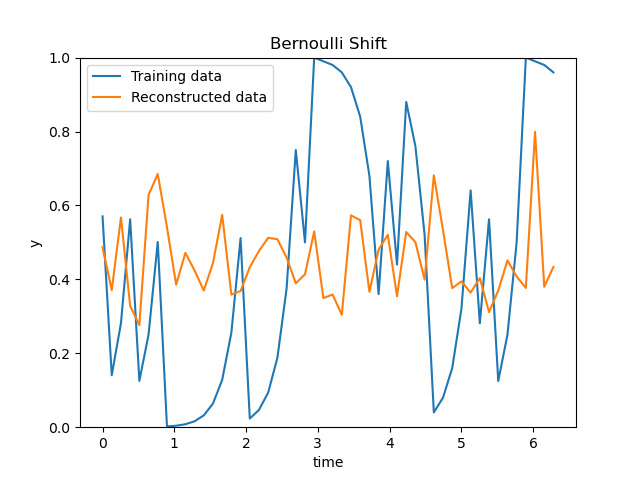 Bernoulli Shift
Training data
Reconstructed data
1.0
0.8
0.6
0.4
0.2
0.0
y
0 1 2 3 4 5 6
time